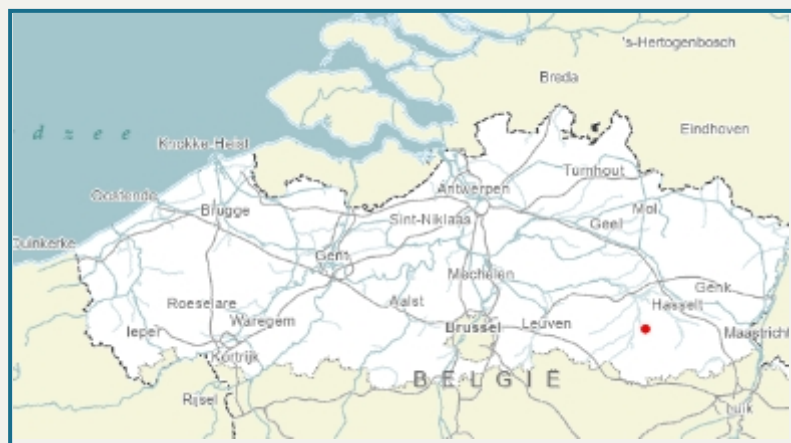 's-Hertogenbosch
Breda
d z e e
Eindhoven
Knokke-Heist
Turnhout
Antwerpen
Oostende
Mol
Brugge
Sint-Niklaas
Geel
Duinkerke
Gent
Mechelen
Genk
Roeselare
Aalst
Hasselt
Ieper
Waregem
Brussel
Leuven
Maastricht
Kortrijk
BELGIË
Rijsel
Luik